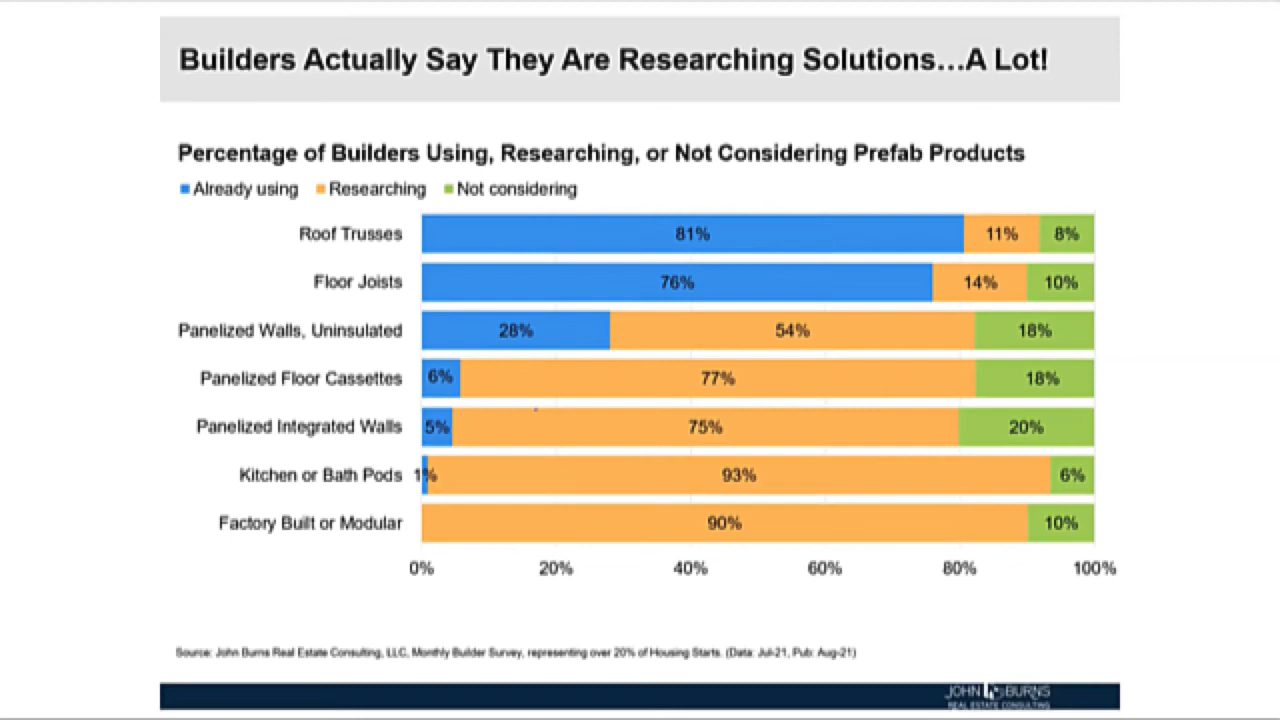 Builders Actually Say They Are Researching Solutions…A Lot!
Percentage of Builders Using, Researching, or Not Considering Prefab Products
Already using Researching Not considering
Roof Trusses 81% 11% 8%
Floor Joists 76% 14% 10%
Panelized Walls, Uninsulated 28% 54% 18%
Panelized Floor Cassettes 6% 77% 18%
Panelized Integrated Walls 5% 75% 20%
Kitchen or Bath Pods 1% 93% 6%
Factory Built or Modular 90% 10%
0% 20% 40% 60% 80% 100%
Source: John Burns Real Estate Consulting, LLC, Monthly Builder Survey, representing over 20% of Housing Starts. (Data: Jul-21, Pub: Aug-21)
JOHN BURNS
REAL ESTATE CONSULTING